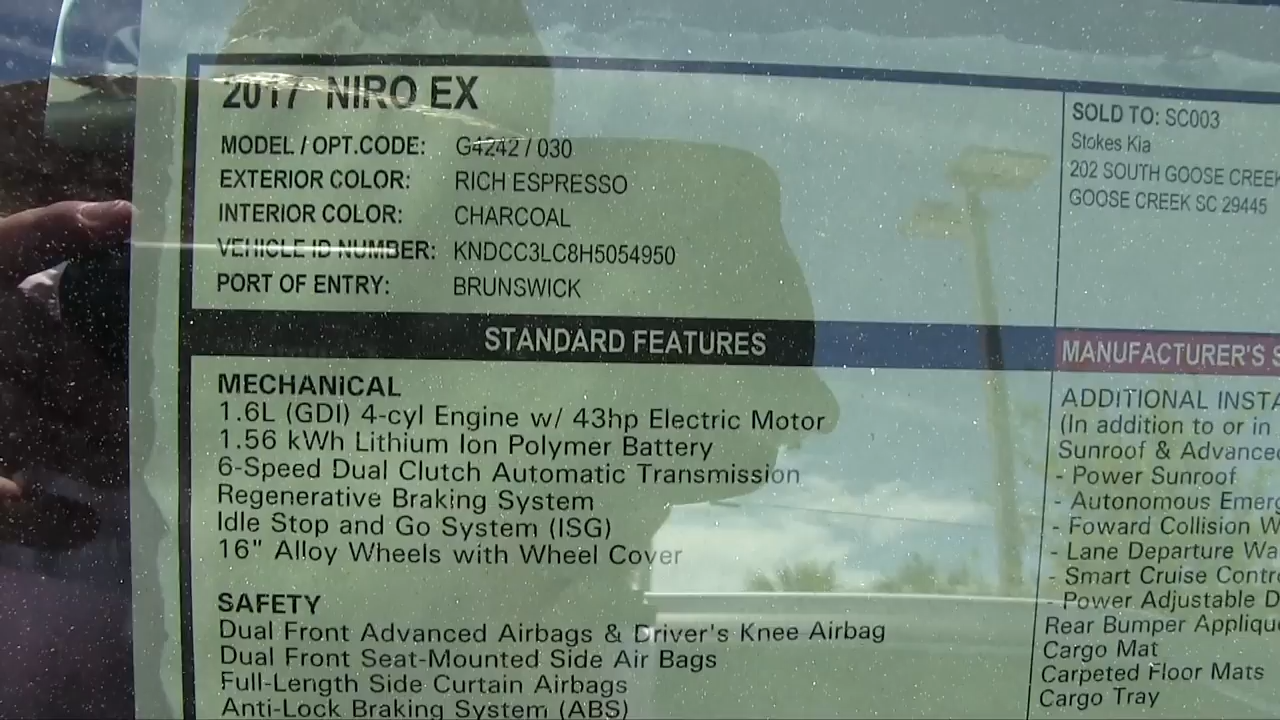 2017 NIRO EX
MODEL / OPT.CODE: G4242 / 030
EXTERIOR COLOR: RICH ESPRESSO
INTERIOR COLOR: CHARCOAL
VEHICLE ID NUMBER: KNDCC3LC8H5054950
PORT OF ENTRY: BRUNSWICK
SOLD TO: SC003
Stokes Kia
202 SOUTH GOOSE CREEK
GOOSE CREEK SC 29445
STANDARD FEATURES
MECHANICAL
1.6L (GDI) 4-cyl Engine w/ 43hp Electric Motor
1.56 kWh Lithium Ion Polymer Battery
6-Speed Dual Clutch Automatic Transmission
Regenerative Braking System
Idle Stop and Go System (ISG)
16" Alloy Wheels with Wheel Cover
SAFETY
Dual Front Advanced Airbags & Driver's Knee Airbag
Dual Front Seat-Mounted Side Air Bags
Full-Length Side Curtain Airbags
Anti-Lock Braking System (ABS)
MANUFACTURER'S S
ADDITIONAL INSTA
(In addition to or in
Sunroof & Advanced
- Power Sunroof
- Autonomous Emerg
- Foward Collision W
- Lane Departure Wa
- Smart Cruise Contro
- Power Adjustable D
Rear Bumper Applique
Cargo Mat
Carpeted Floor Mats
Cargo Tray